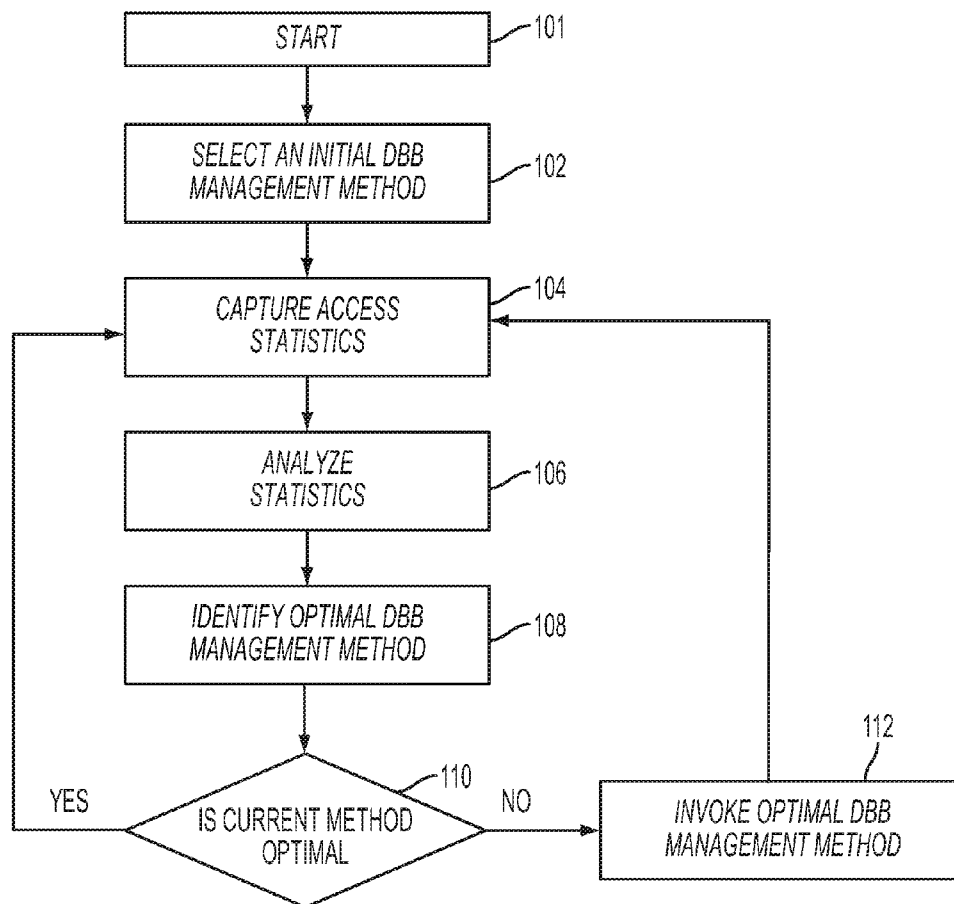 START
101
SELECT AN INITIAL DBB
MANAGEMENT METHOD
102
CAPTURE ACCESS
STATISTICS
104
ANALYZE
STATISTICS
106
IDENTIFY OPTIMAL DBB
MANAGEMENT METHOD
108
IS CURRENT METHOD
OPTIMAL
110
YES
NO
INVOKE OPTIMAL DBB
MANAGEMENT METHOD
112